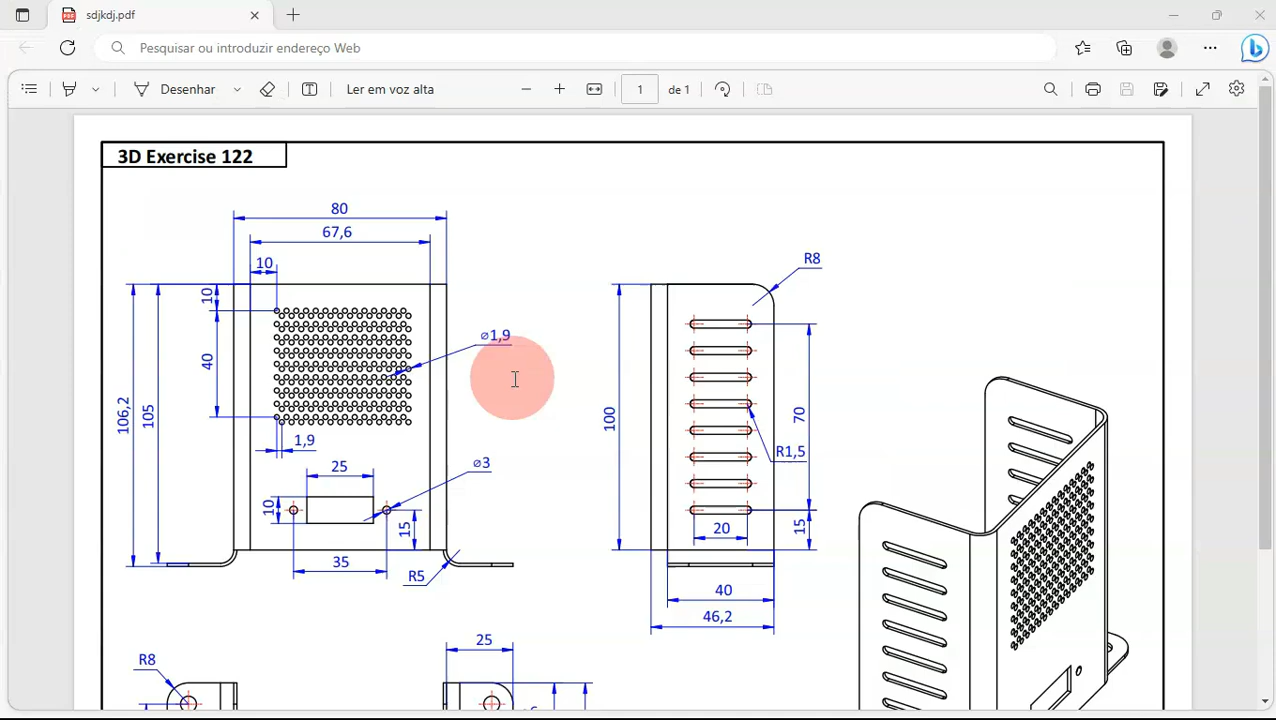 sdjkdj.pdf
Pesquisar ou introduzir endereço Web
Desenhar
Ler em voz alta
1
de 1
3D Exercise 122
80
67,6
10
10
40
⌀1,9
106,2
105
1,9
25
⌀3
10
15
35
R5
R8
100
70
R1,5
20
15
40
46,2
R8
25